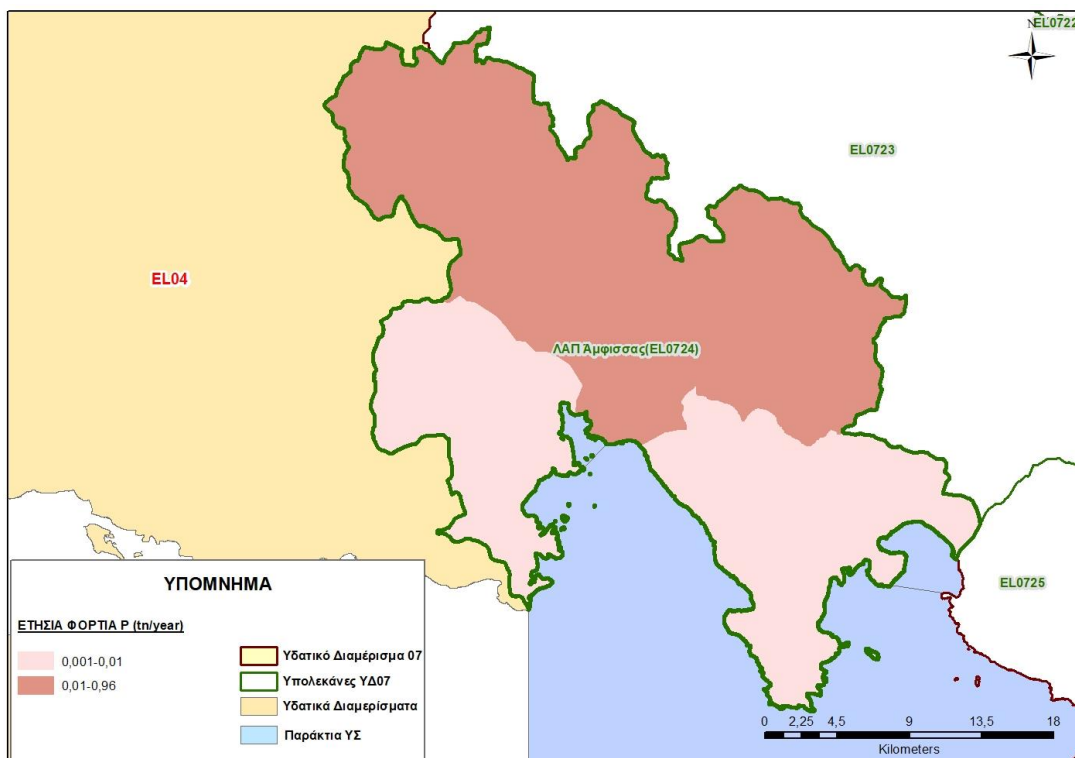 EL0722
N
EL0723
EL04
ΛΑΠ Άμφισσας(EL0724)
EL0725
ΥΠΟΜΝΗΜΑ
ΕΤΗΣΙΑ ΦΟΡΤΙΑ P (tn/year)
0,001-0,01
0,01-0,96
Υδατικό Διαμέρισμα 07
Υπολεκάνες ΥΔ07
Υδατικά Διαμερίσματα
Παράκτια ΥΣ
0 2,25 4,5 9 13,5 18
Kilometers